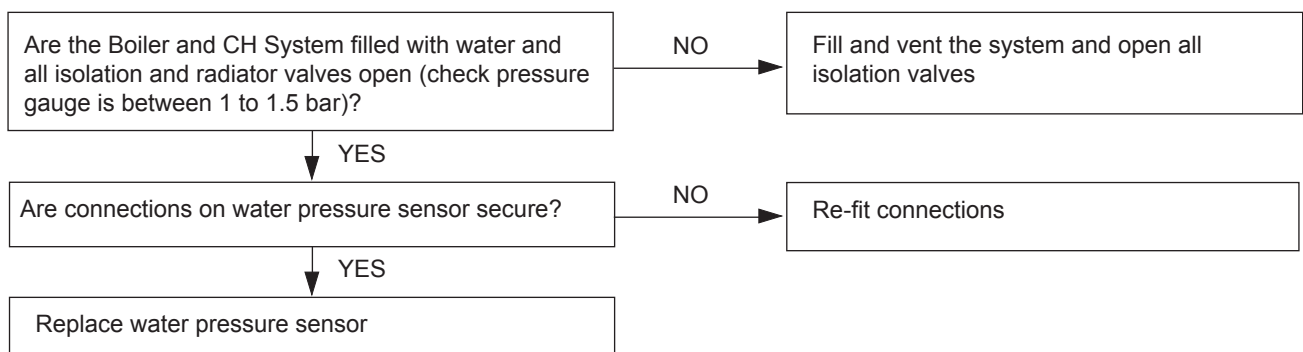 Are the Boiler and CH System filled with water and
all isolation and radiator valves open (check pressure
gauge is between 1 to 1.5 bar)?
NO
Fill and vent the system and open all
isolation valves
YES
Are connections on water pressure sensor secure?
NO
Re-fit connections
YES
Replace water pressure sensor